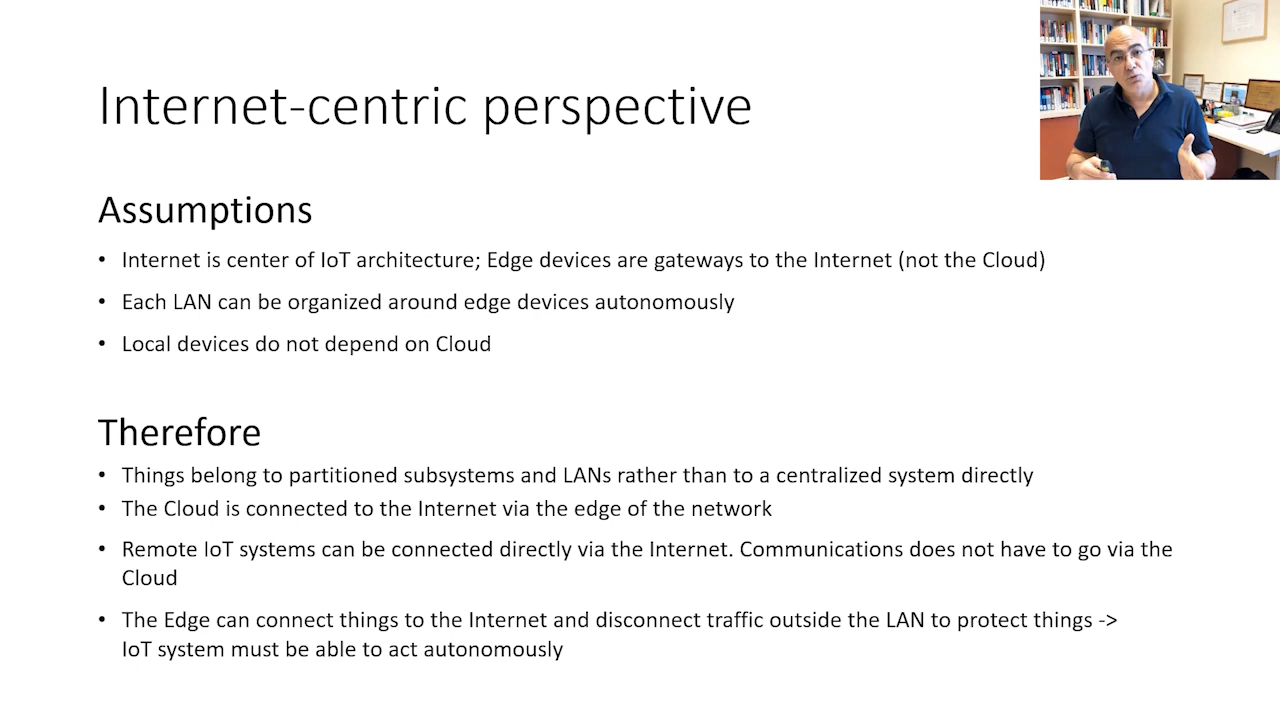 Internet-centric perspective
Assumptions
• Internet is center of IoT architecture; Edge devices are gateways to the Internet (not the Cloud)
• Each LAN can be organized around edge devices autonomously
• Local devices do not depend on Cloud
Therefore
• Things belong to partitioned subsystems and LANs rather than to a centralized system directly
• The Cloud is connected to the Internet via the edge of the network
• Remote IoT systems can be connected directly via the Internet. Communications does not have to go via the
Cloud
• The Edge can connect things to the Internet and disconnect traffic outside the LAN to protect things ->
IoT system must be able to act autonomously